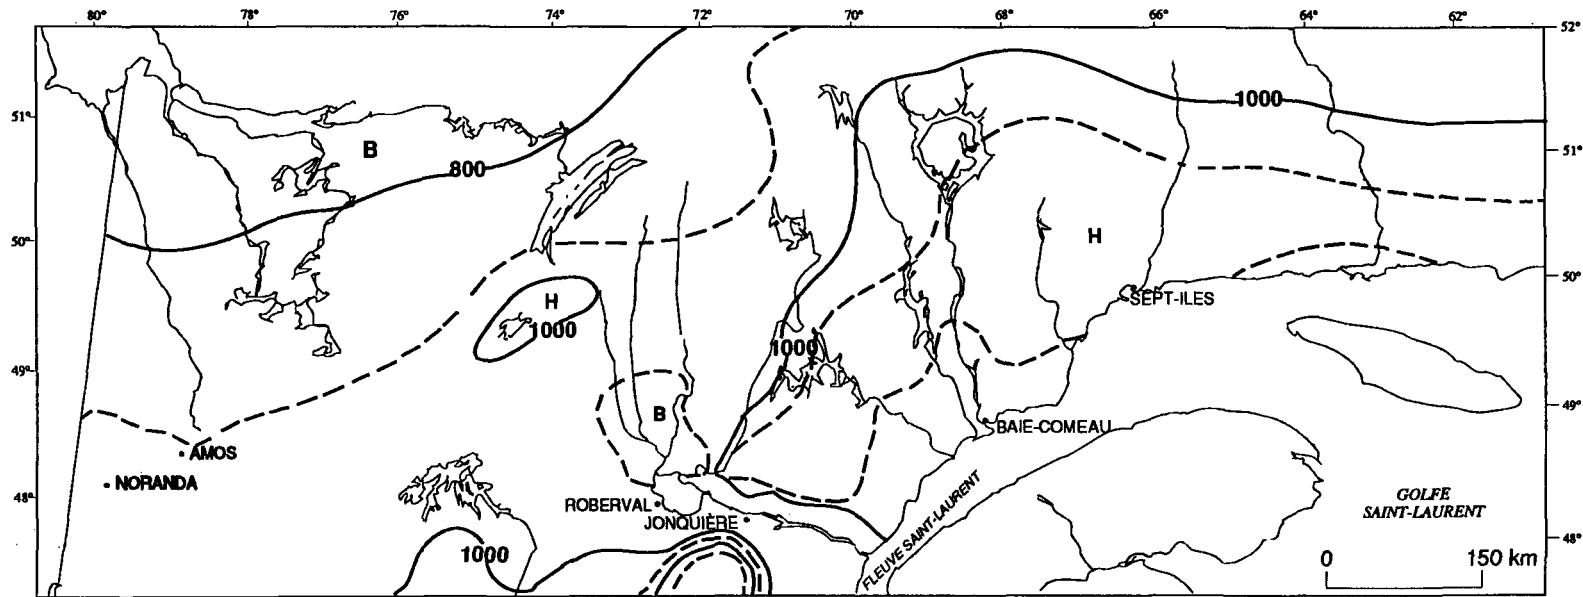 80° 78° 76° 74° 72° 70° 68° 66° 64° 62°
52°
51°
51°
B
800
1000
50°
H
50°
H
1000
SEPT-ILES
1000
49°
B
49°
BAIE-COMEAU
AMOS
NORANDA
48°
ROBERVAL
JONQUIÈRE
FLEUVE SAINT-LAURENT
GOLFE
SAINT-LAURENT
48°
1000
0 150 km